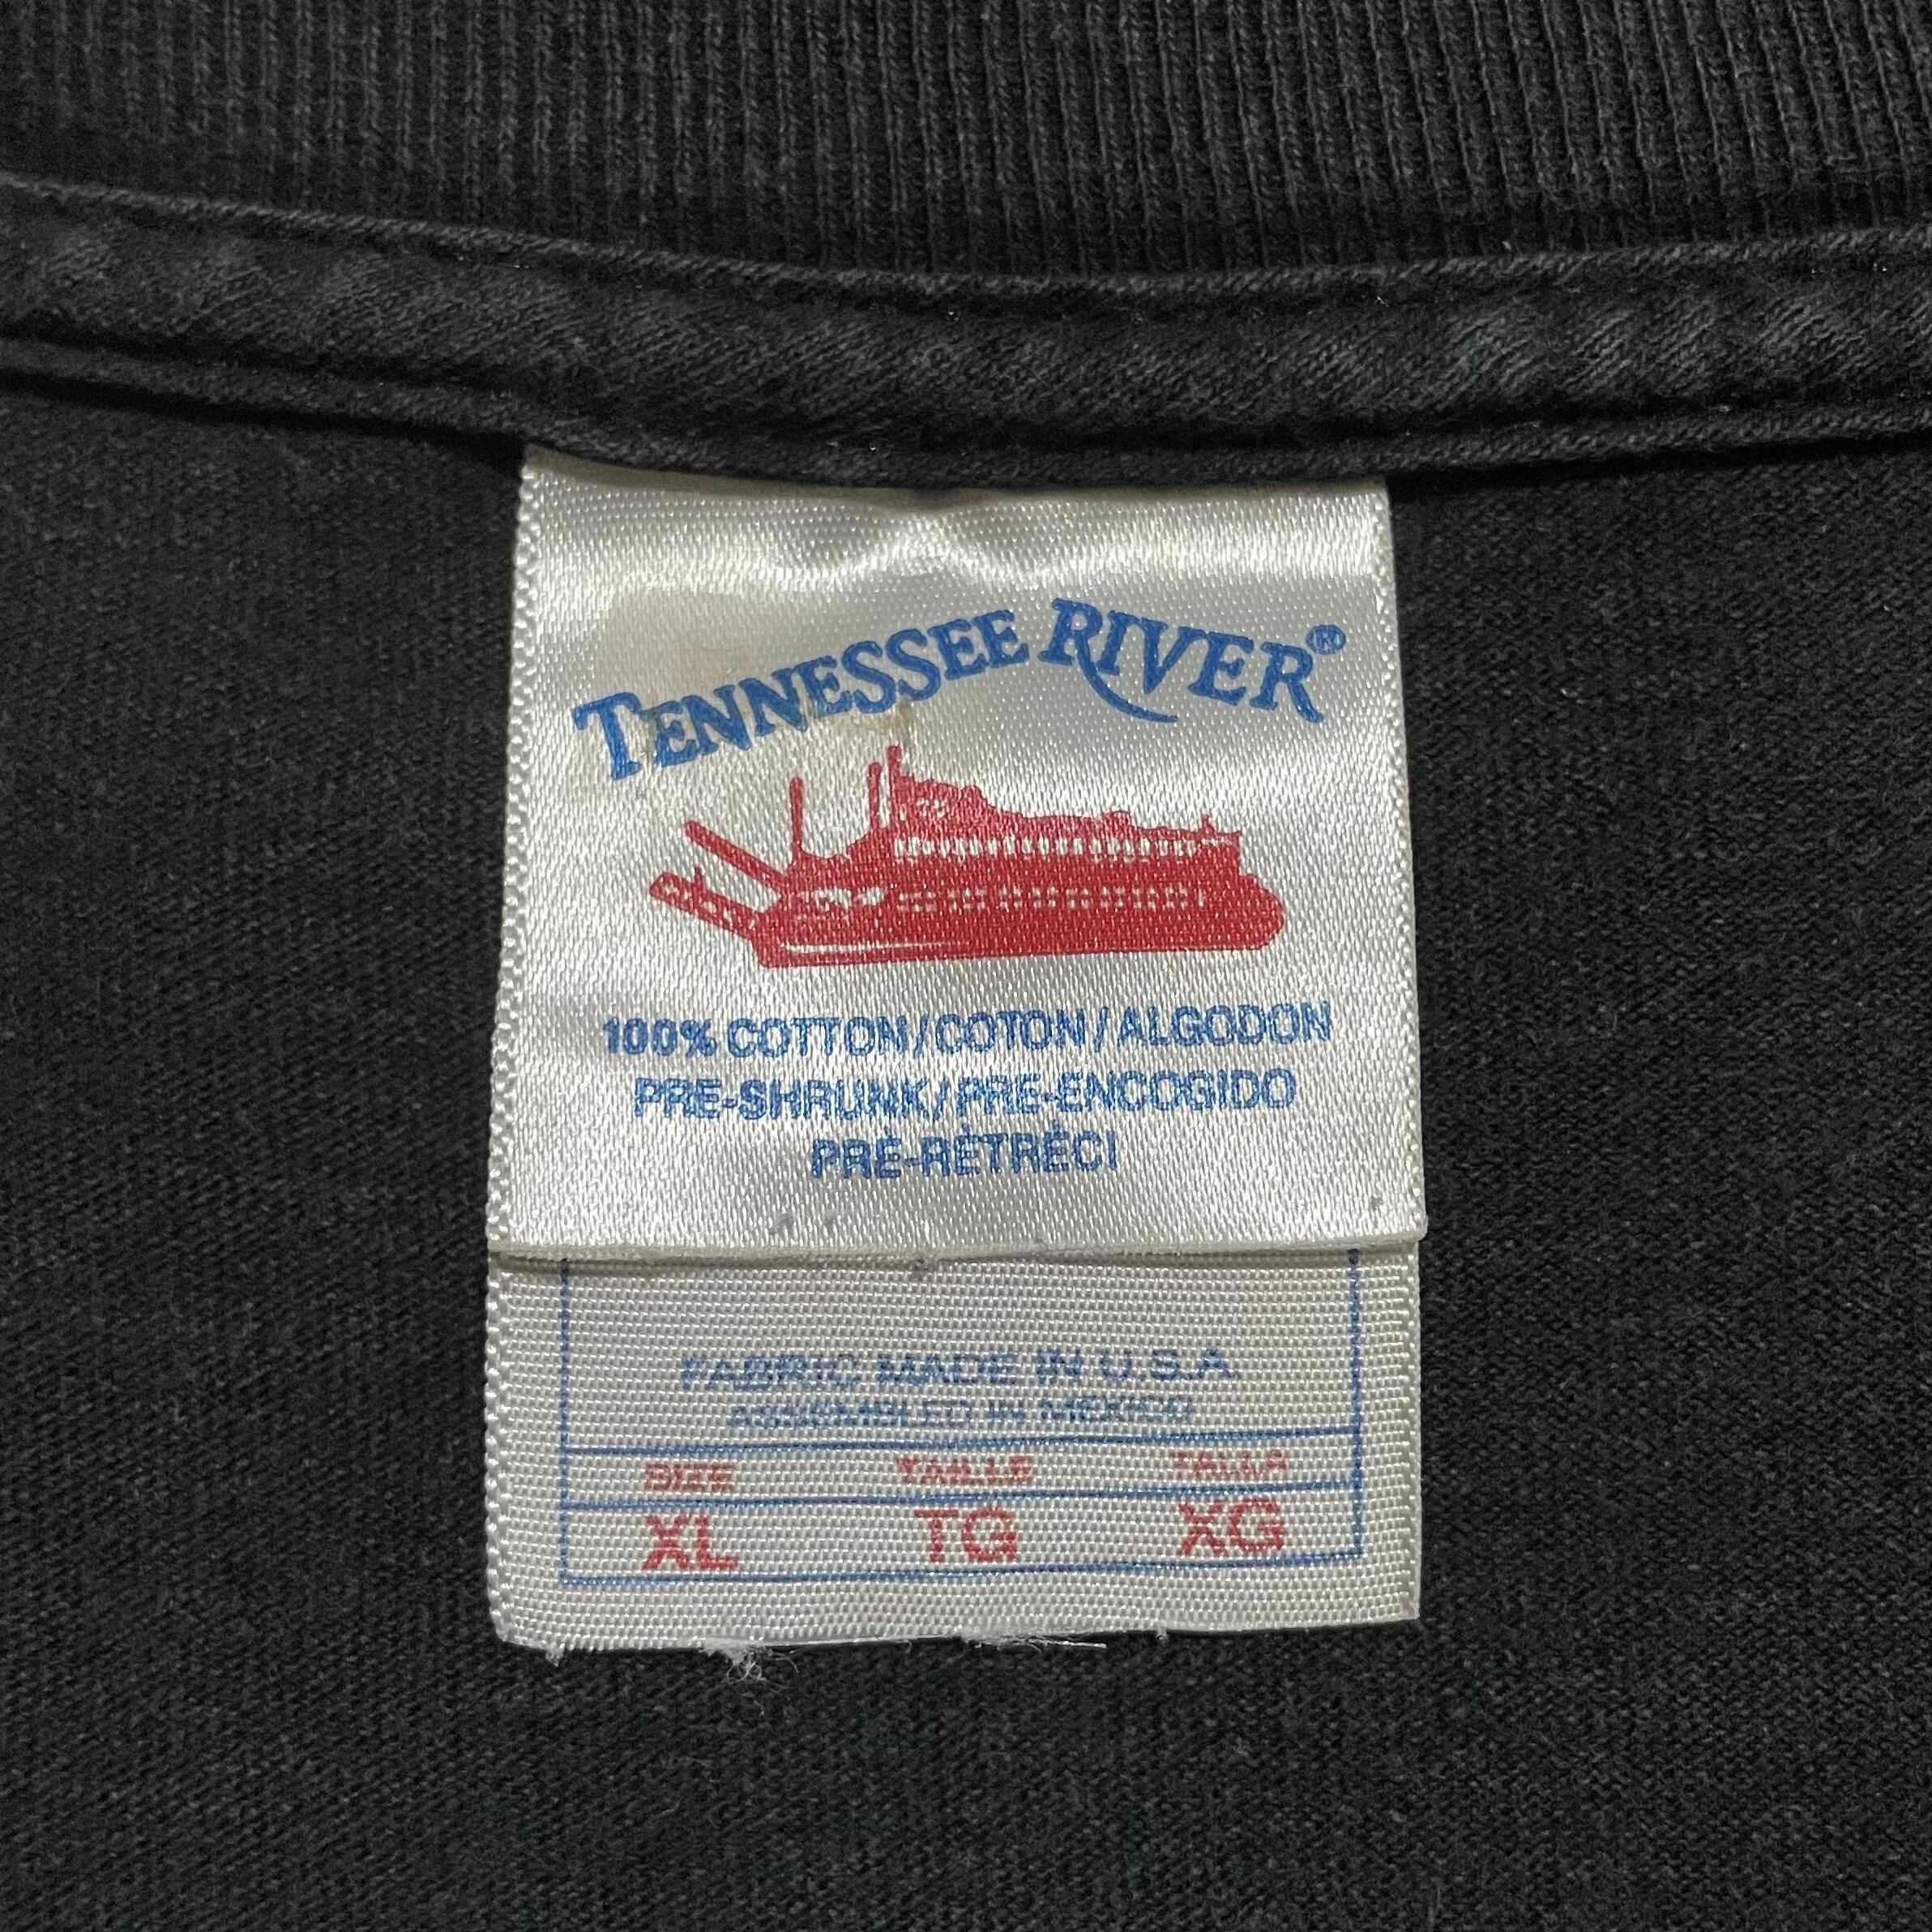 TENNESSEE RIVER®
100% COTTON/COTON/ALGODON
PRE-SHRUNK/PRE-ENCOGIDO
PRÉ-RÉTRÉCI
FABRIC MADE IN U.S.A
ASSEMBLED IN MEXICO
SIZE TAILLE TALLA
XL TG XG